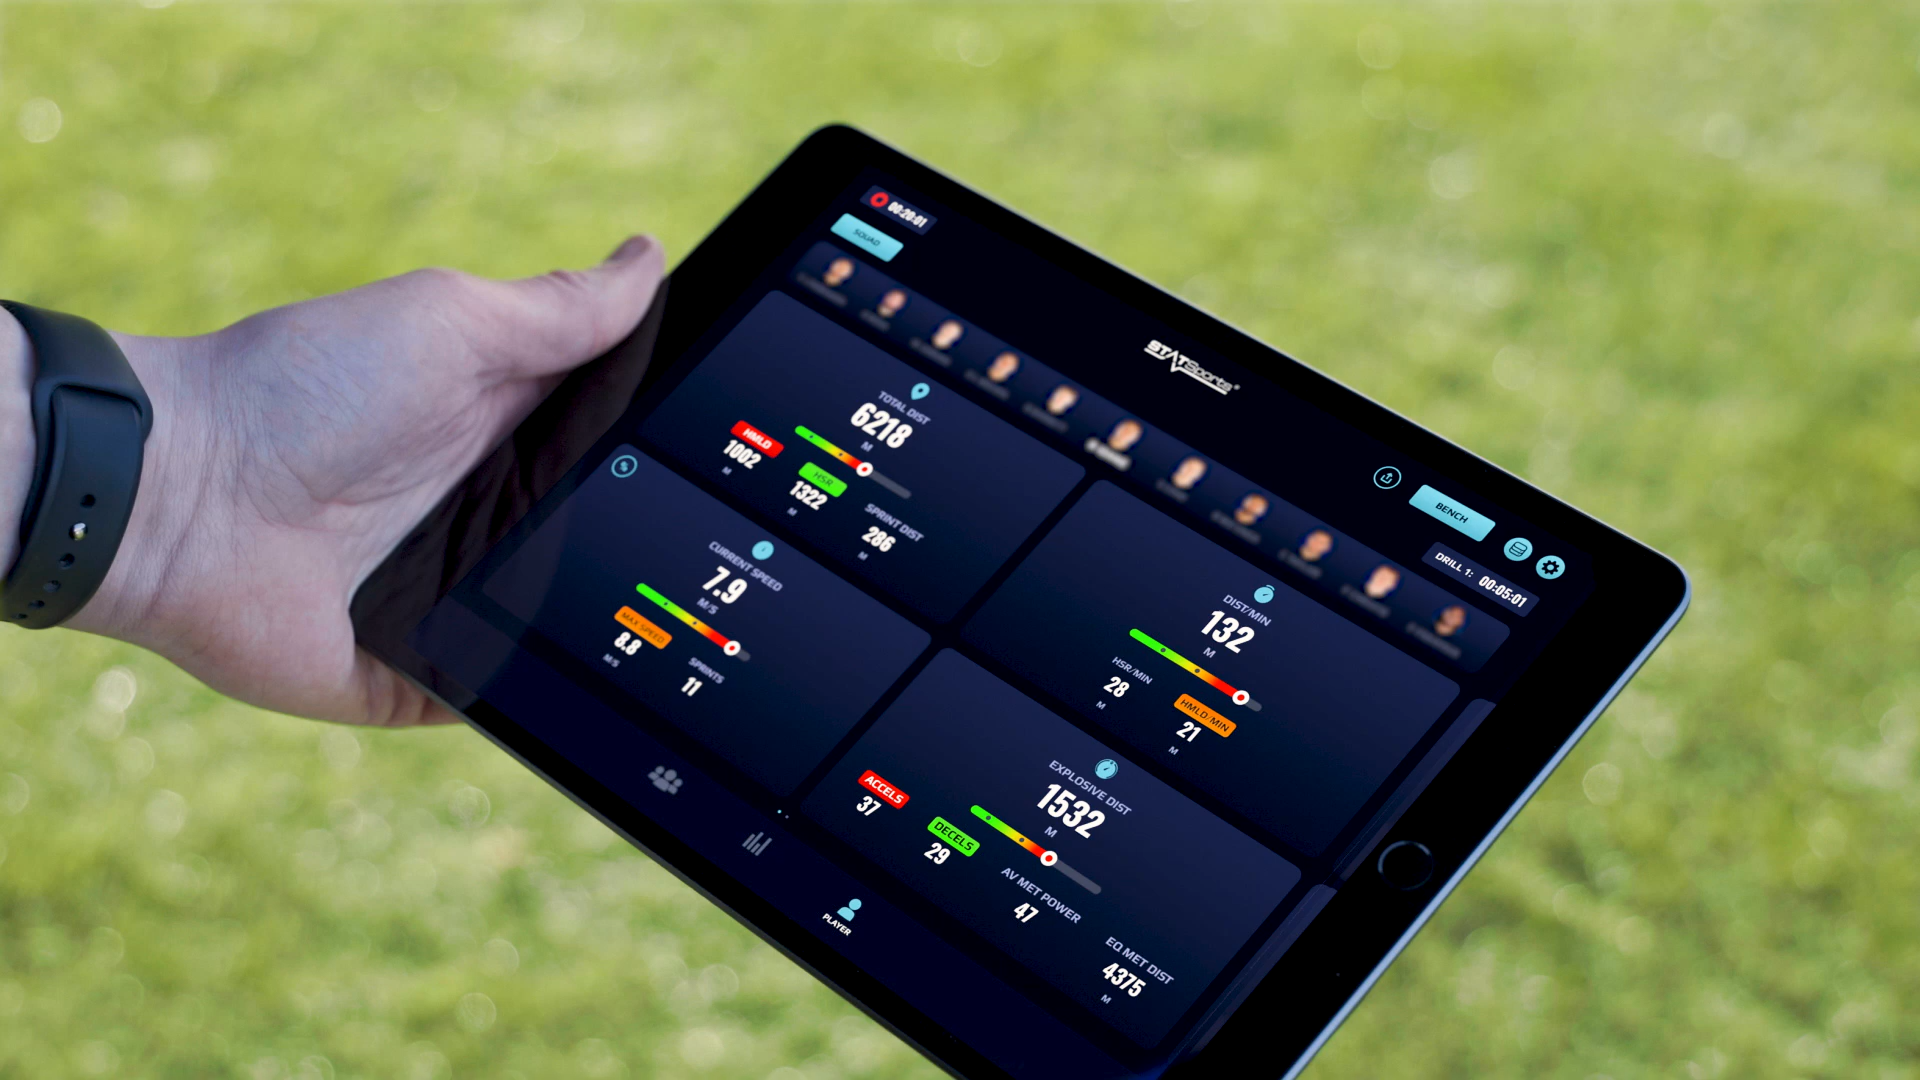 00:20:01
SQUAD
STATSports®
BENCH
DRILL 1: 00:05:01
TOTAL DIST
6218
M
HMLD
1002
M
HSR
1322
M
SPRINT DIST
286
M
CURRENT SPEED
7.9
M/S
MAX SPEED
8.8
M/S
SPRINTS
11
DIST/MIN
132
M
HSR/MIN
28
M
HMLD/MIN
21
M
EXPLOSIVE DIST
1532
M
ACCELS
37
DECELS
29
AV MET POWER
47
EQ MET DIST
4375
M
PLAYER